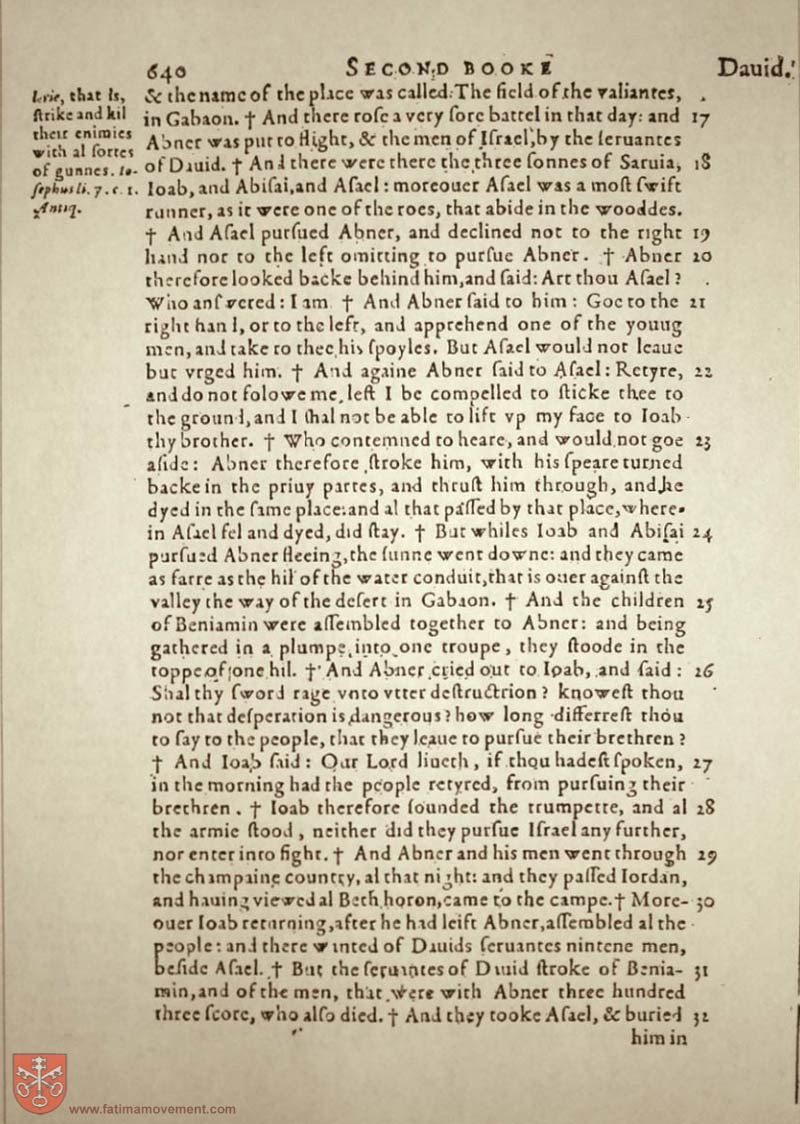 640 SECOND BOOKE Dauid.
lerie, that is,
strike and kil
their enimies
with al sortes
of gunnes. Io-
sephus li. 7. c. 1.
Antiq.
& the name of the place was called: The field of the valiantes,
in Gabaon. † And there rose a very sore battel in that day: and 17
Abner was put to flight, & the men of Israel, by the seruantes
of Dauid. † And there were there the three sonnes of Saruia, 18
Ioab, and Abisai, and Asael: moreouer Asael was a most swift
runner, as it were one of the roes, that abide in the wooddes.
† And Asael pursued Abner, and declined not to the right 19
hand nor to the left omitting to pursue Abner. † Abner 20
therefore looked backe behind him, and said: Art thou Asael?
Who answered: I am † And Abner said to him: Goe to the 21
right hand, or to the left, and apprehend one of the youug
men, and take to thee his spoyles. But Asael would not leaue
but vrged him. † And againe Abner said to Asael: Retyre, 22
and do not folowe me, lest I be compelled to sticke thee to
the ground, and I shal not be able to lift vp my face to Ioab
thy brother. † Who contemned to heare, and would not goe 23
aside: Abner therefore stroke him, with his speare turned
backe in the priuy partes, and thrust him through, and he
dyed in the same place: and al that passed by that place, where-
in Asael fel and dyed, did stay. † But whiles Ioab and Abisai 24
pursued Abner fleeing, the sunne went downe: and they came
as farre as the hil of the water conduit, that is ouer against the
valley the way of the desert in Gabaon. † And the children 25
of Beniamin were assembled together to Abner: and being
gathered in a plumpe into one troupe, they stoode in the
toppe of one hil. † And Abner cried out to Ioab, and said: 26
Shal thy sword rage vnto vtter destruction? knowest thou
not that desperation is dangerous? how long differrest thou
to say to the people, that they leaue to pursue their brethren?
† And Ioab said: Our Lord liueth, if thou hadest spoken, 27
in the morning had the people retyred, from pursuing their
brethren. † Ioab therefore sounded the trumpette, and al 28
the armie stood, neither did they pursue Israel any further,
nor enter into fight. † And Abner and his men went through 29
the champaine country, al that night: and they passed Iordan,
and hauing viewed al Beth horon, came to the campe. † More- 30
ouer Ioab returning, after he had leift Abner, assembled al the
people: and there wanted of Dauids seruantes nintene men,
beside Asael. † But the seruantes of Dauid stroke of Benia- 31
min, and of the men, that were with Abner three hundred
three score, who also died. † And they tooke Asael, & buried 32
him in
www.fatimamovement.com